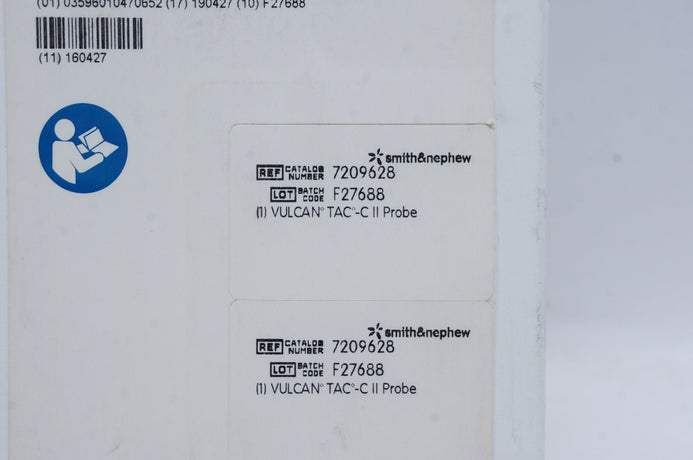 (01) 03596010470652 (17) 190427 (10) F27688
(11) 160427
smith&nephew
REF CATALOG NUMBER 7209628
LOT BATCH CODE F27688
(1) VULCAN® TAC®-C II Probe
smith&nephew
REF CATALOG NUMBER 7209628
LOT BATCH CODE F27688
(1) VULCAN® TAC®-C II Probe